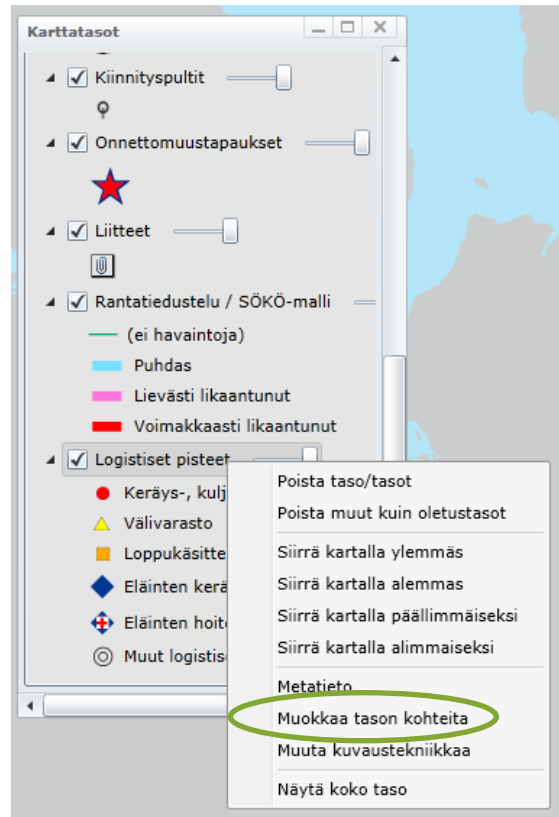 Karttatasot
Kiinnityspultit
Onnettomuustapaukset
Liitteet
Rantatiedustelu / SÖKÖ-malli
(ei havaintoja)
Puhdas
Lievästi likaantunut
Voimakkaasti likaantunut
Logistiset pisteet
Keräys-, kulj
Välivarasto
Loppukäsitte
Eläinten kerä
Eläinten hoito
Muut logistis
Poista taso/tasot
Poista muut kuin oletustasot
Siirrä kartalla ylemmäs
Siirrä kartalla alemmas
Siirrä kartalla päällimmäiseksi
Siirrä kartalla alimmaiseksi
Metatieto
Muokkaa tason kohteita
Muuta kuvaustekniikkaa
Näytä koko taso